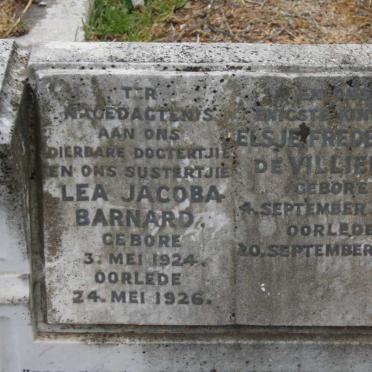 TER
NAGEDAGTENIS
AAN ONS
DIERBARE DOGTERTJIE
EN ONS SUSTERTJIE
LEA JACOBA
BARNARD.
GEBORE
3. MEI 1924.
OORLEDE
24. MEI 1926.
ENIGSTE
ELSJE FREDE
DE VILLIE
GEBORE
4. SEPTEMBER
OORLEDE
20. SEPTEMBER